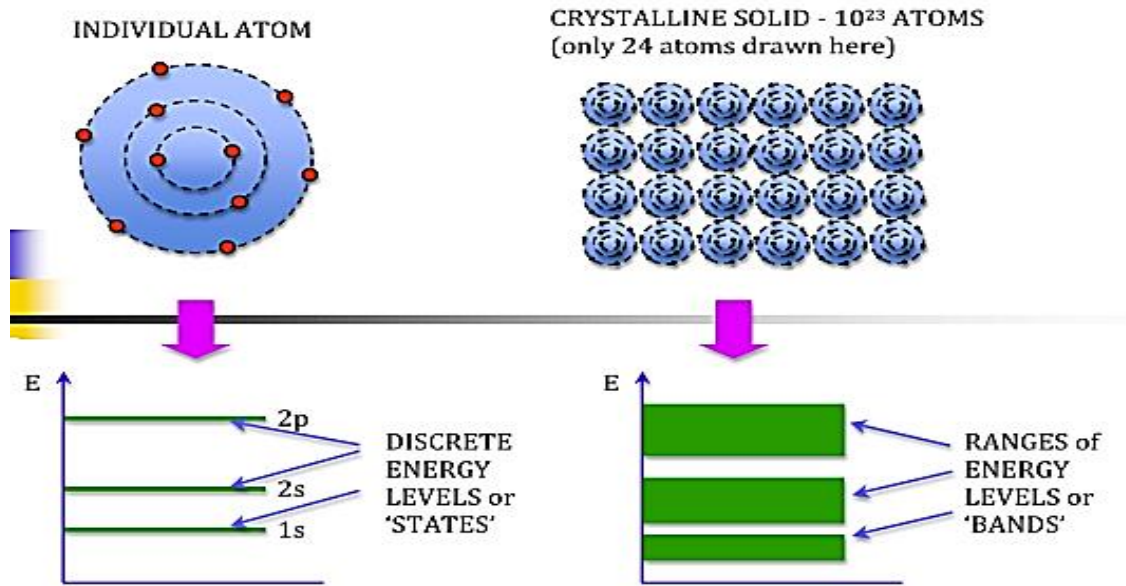 INDIVIDUAL ATOM
CRYSTALLINE SOLID - 10²³ ATOMS
(only 24 atoms drawn here)
E
2p
2s
1s
DISCRETE
ENERGY
LEVELS or
'STATES'
E
RANGES of
ENERGY
LEVELS or
'BANDS'